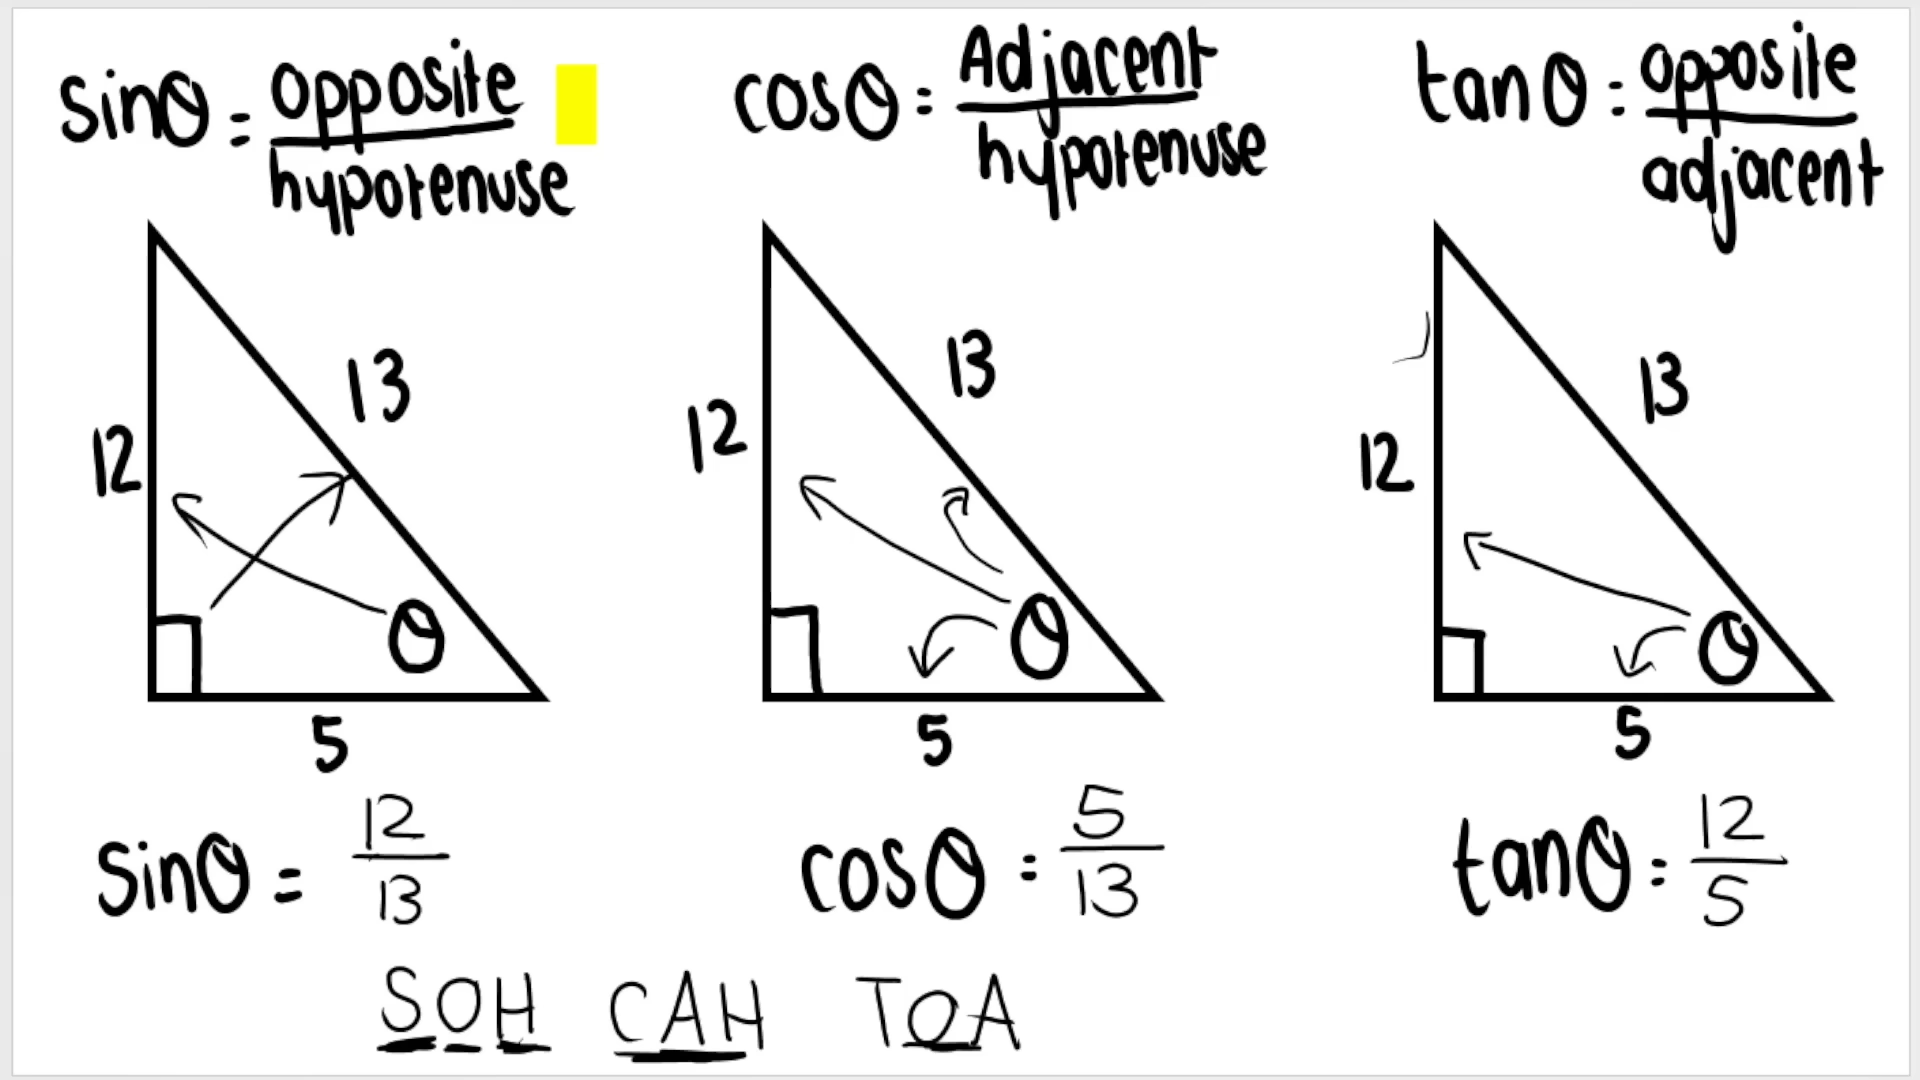 sinθ = opposite
hypotenuse
cosθ = Adjacent
hypotenuse
tanθ = opposite
adjacent
12
13
θ
5
12
13
θ
5
12
13
θ
5
sinθ = 12
13
cosθ = 5
13
tanθ = 12
5
SOH CAH TOA